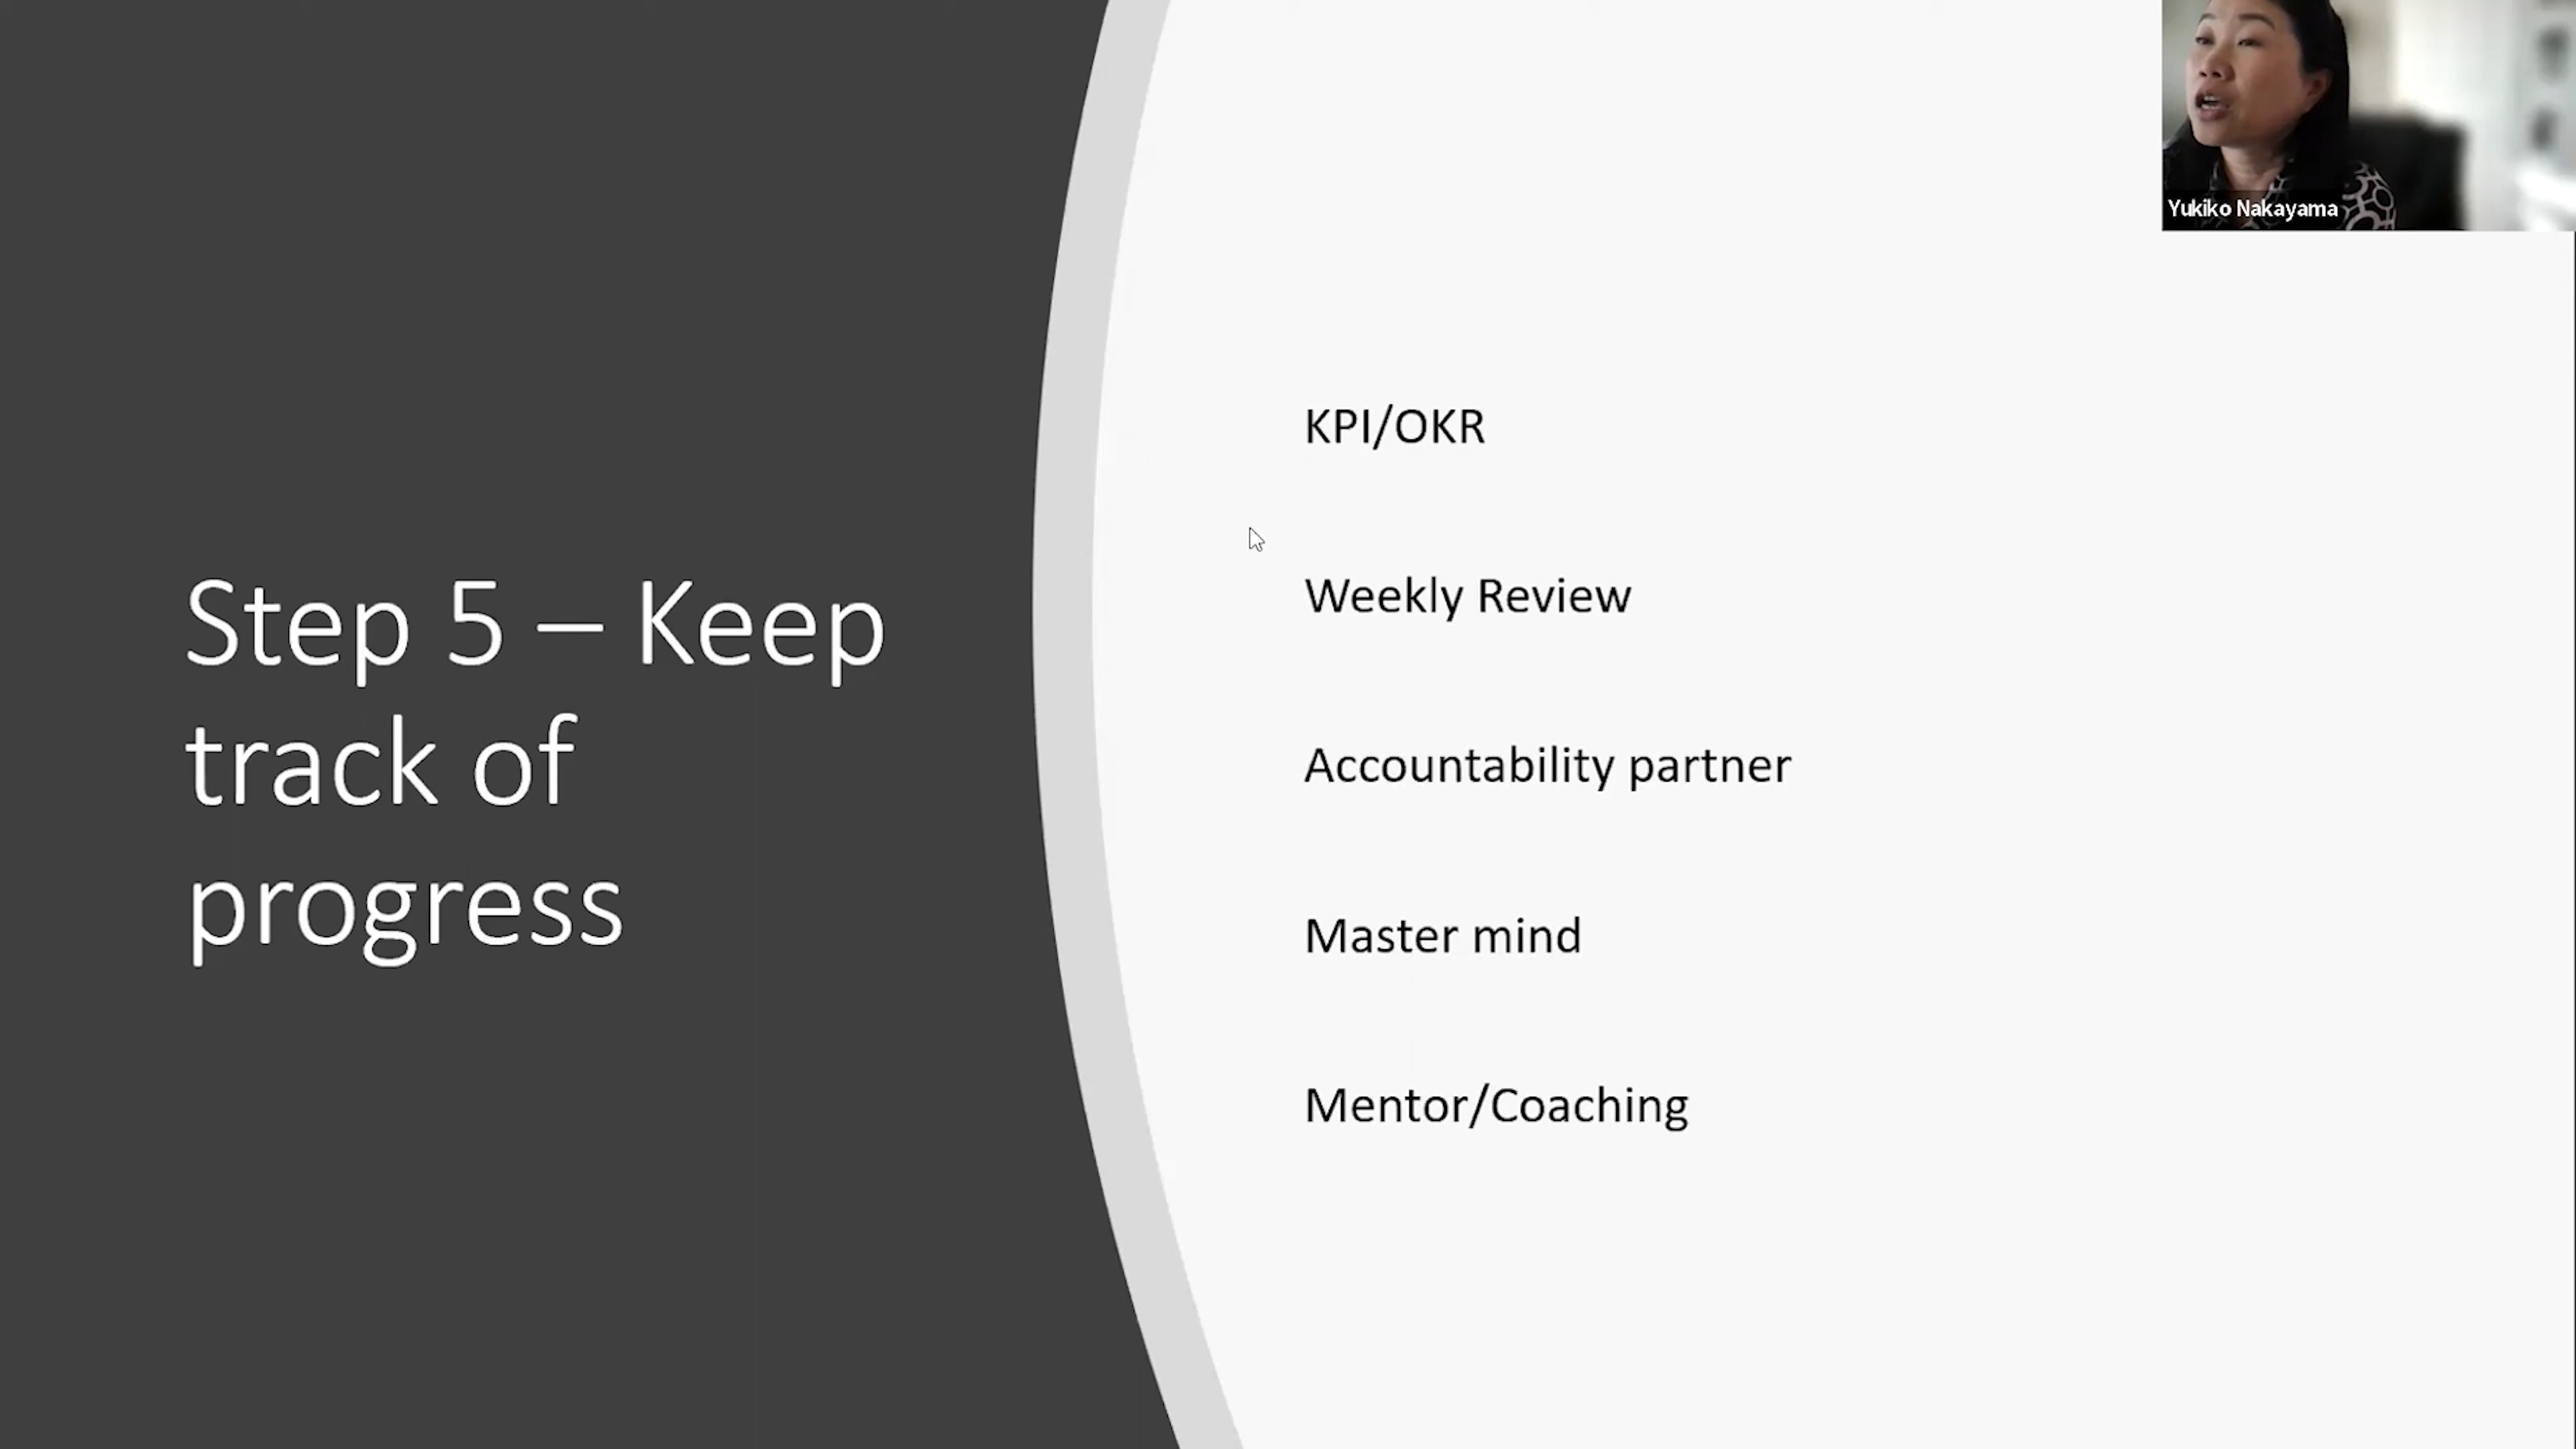 Step 5 – Keep
track of
progress
KPI/OKR
Weekly Review
Accountability partner
Master mind
Mentor/Coaching
Yukiko Nakayama